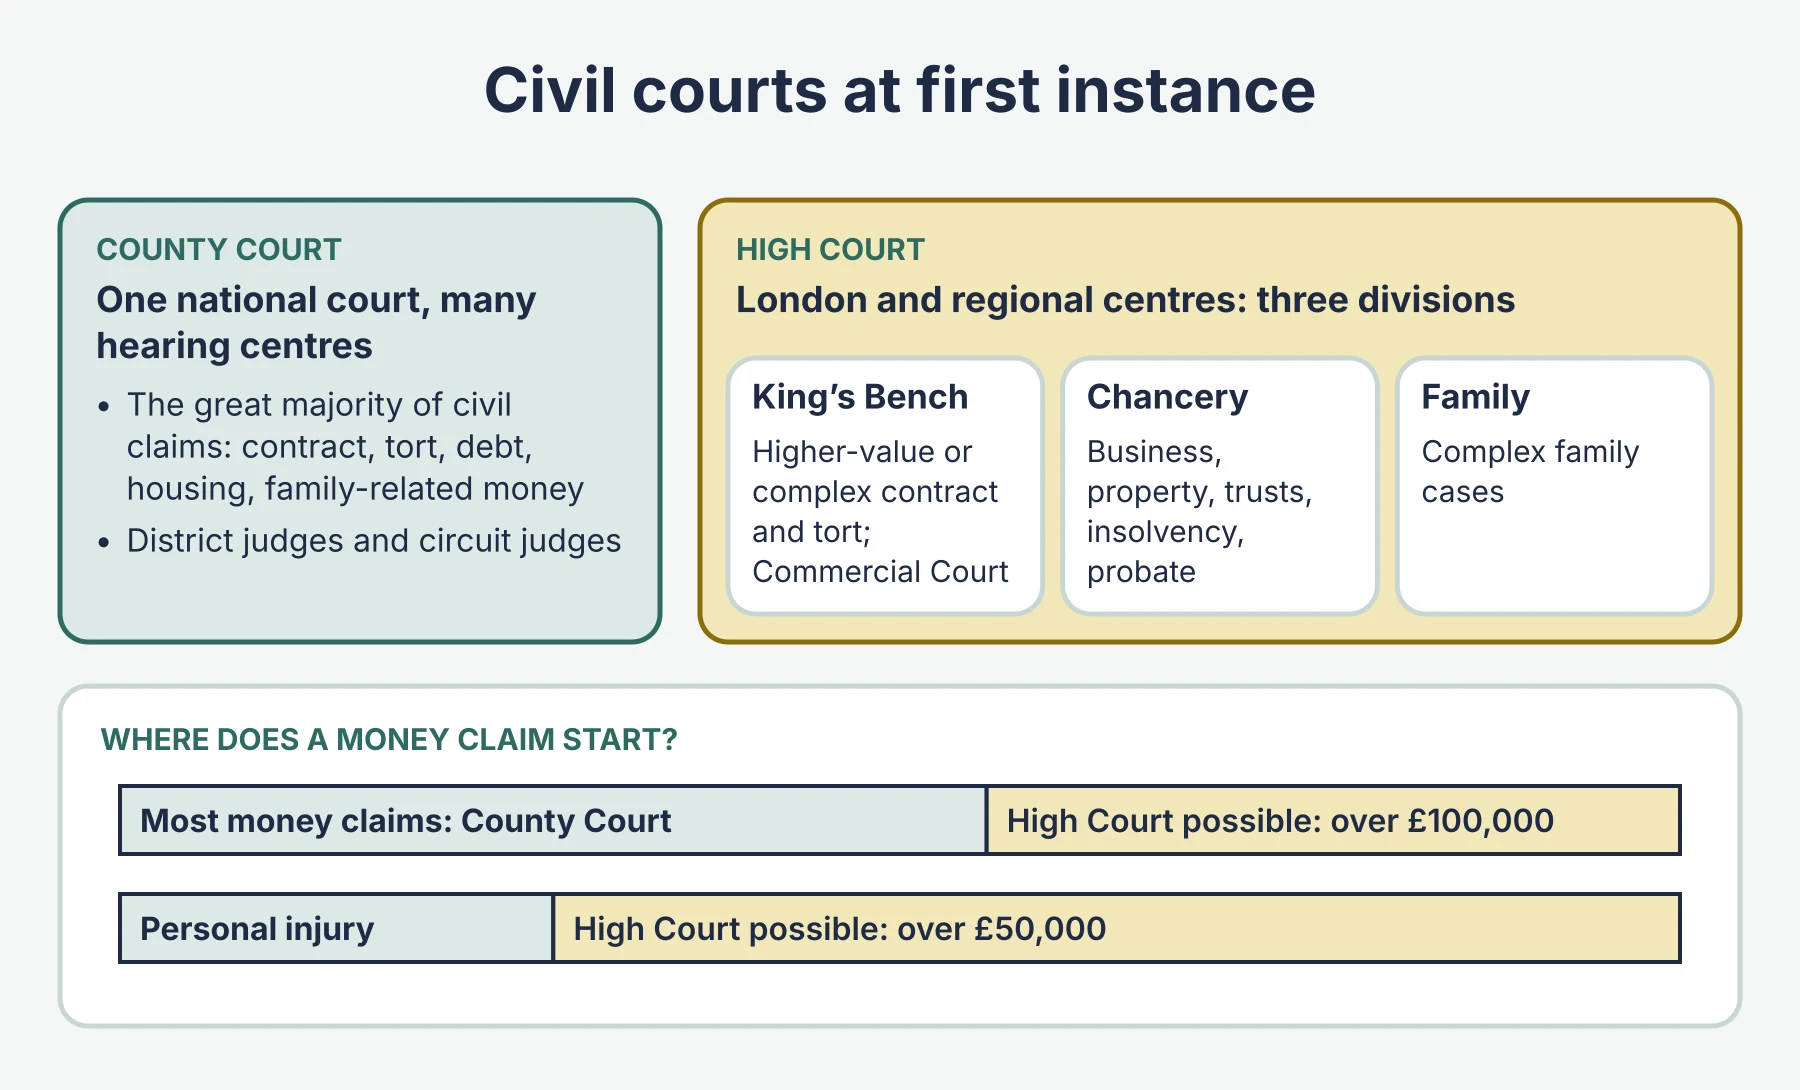 Civil courts at first instance
COUNTY COURT
One national court, many
hearing centres
• The great majority of civil
claims: contract, tort, debt,
housing, family-related money
• District judges and circuit judges
HIGH COURT
London and regional centres: three divisions
King’s Bench
Higher-value or
complex contract
and tort;
Commercial Court
Chancery
Business,
property, trusts,
insolvency,
probate
Family
Complex family
cases
WHERE DOES A MONEY CLAIM START?
Most money claims: County Court
High Court possible: over £100,000
Personal injury
High Court possible: over £50,000